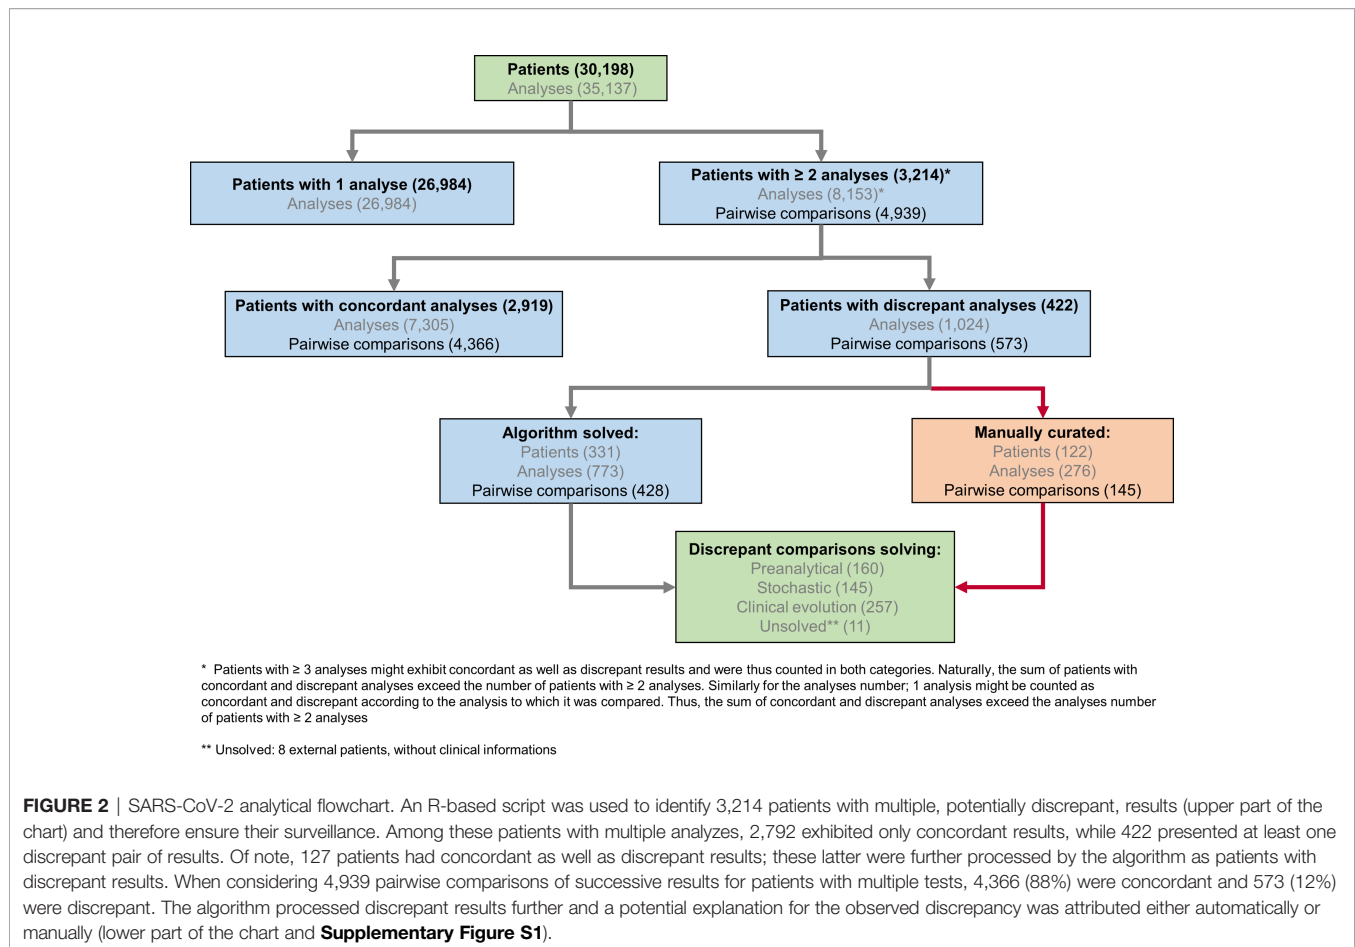 Patients (30,198)
Analyses (35,137)
Patients with 1 analyse (26,984)
Analyses (26,984)
Patients with ≥ 2 analyses (3,214)*
Analyses (8,153)*
Pairwise comparisons (4,939)
Patients with concordant analyses (2,919)
Analyses (7,305)
Pairwise comparisons (4,366)
Patients with discrepant analyses (422)
Analyses (1,024)
Pairwise comparisons (573)
Algorithm solved:
Patients (331)
Analyses (773)
Pairwise comparisons (428)
Manually curated:
Patients (122)
Analyses (276)
Pairwise comparisons (145)
Discrepant comparisons solving:
Preanalytical (160)
Stochastic (145)
Clinical evolution (257)
Unsolved** (11)
* Patients with ≥ 3 analyses might exhibit concordant as well as discrepant results and were thus counted in both categories. Naturally, the sum of patients with
concordant and discrepant analyses exceed the number of patients with ≥ 2 analyses. Similarly for the analyses number; 1 analysis might be counted as
concordant and discrepant according to the analysis to which it was compared. Thus, the sum of concordant and discrepant analyses exceed the analyses number
of patients with ≥ 2 analyses
** Unsolved: 8 external patients, without clinical informations
FIGURE 2 | SARS-CoV-2 analytical flowchart. An R-based script was used to identify 3,214 patients with multiple, potentially discrepant, results (upper part of the
chart) and therefore ensure their surveillance. Among these patients with multiple analyzes, 2,792 exhibited only concordant results, while 422 presented at least one
discrepant pair of results. Of note, 127 patients had concordant as well as discrepant results; these latter were further processed by the algorithm as patients with
discrepant results. When considering 4,939 pairwise comparisons of successive results for patients with multiple tests, 4,366 (88%) were concordant and 573 (12%)
were discrepant. The algorithm processed discrepant results further and a potential explanation for the observed discrepancy was attributed either automatically or
manually (lower part of the chart and Supplementary Figure S1).